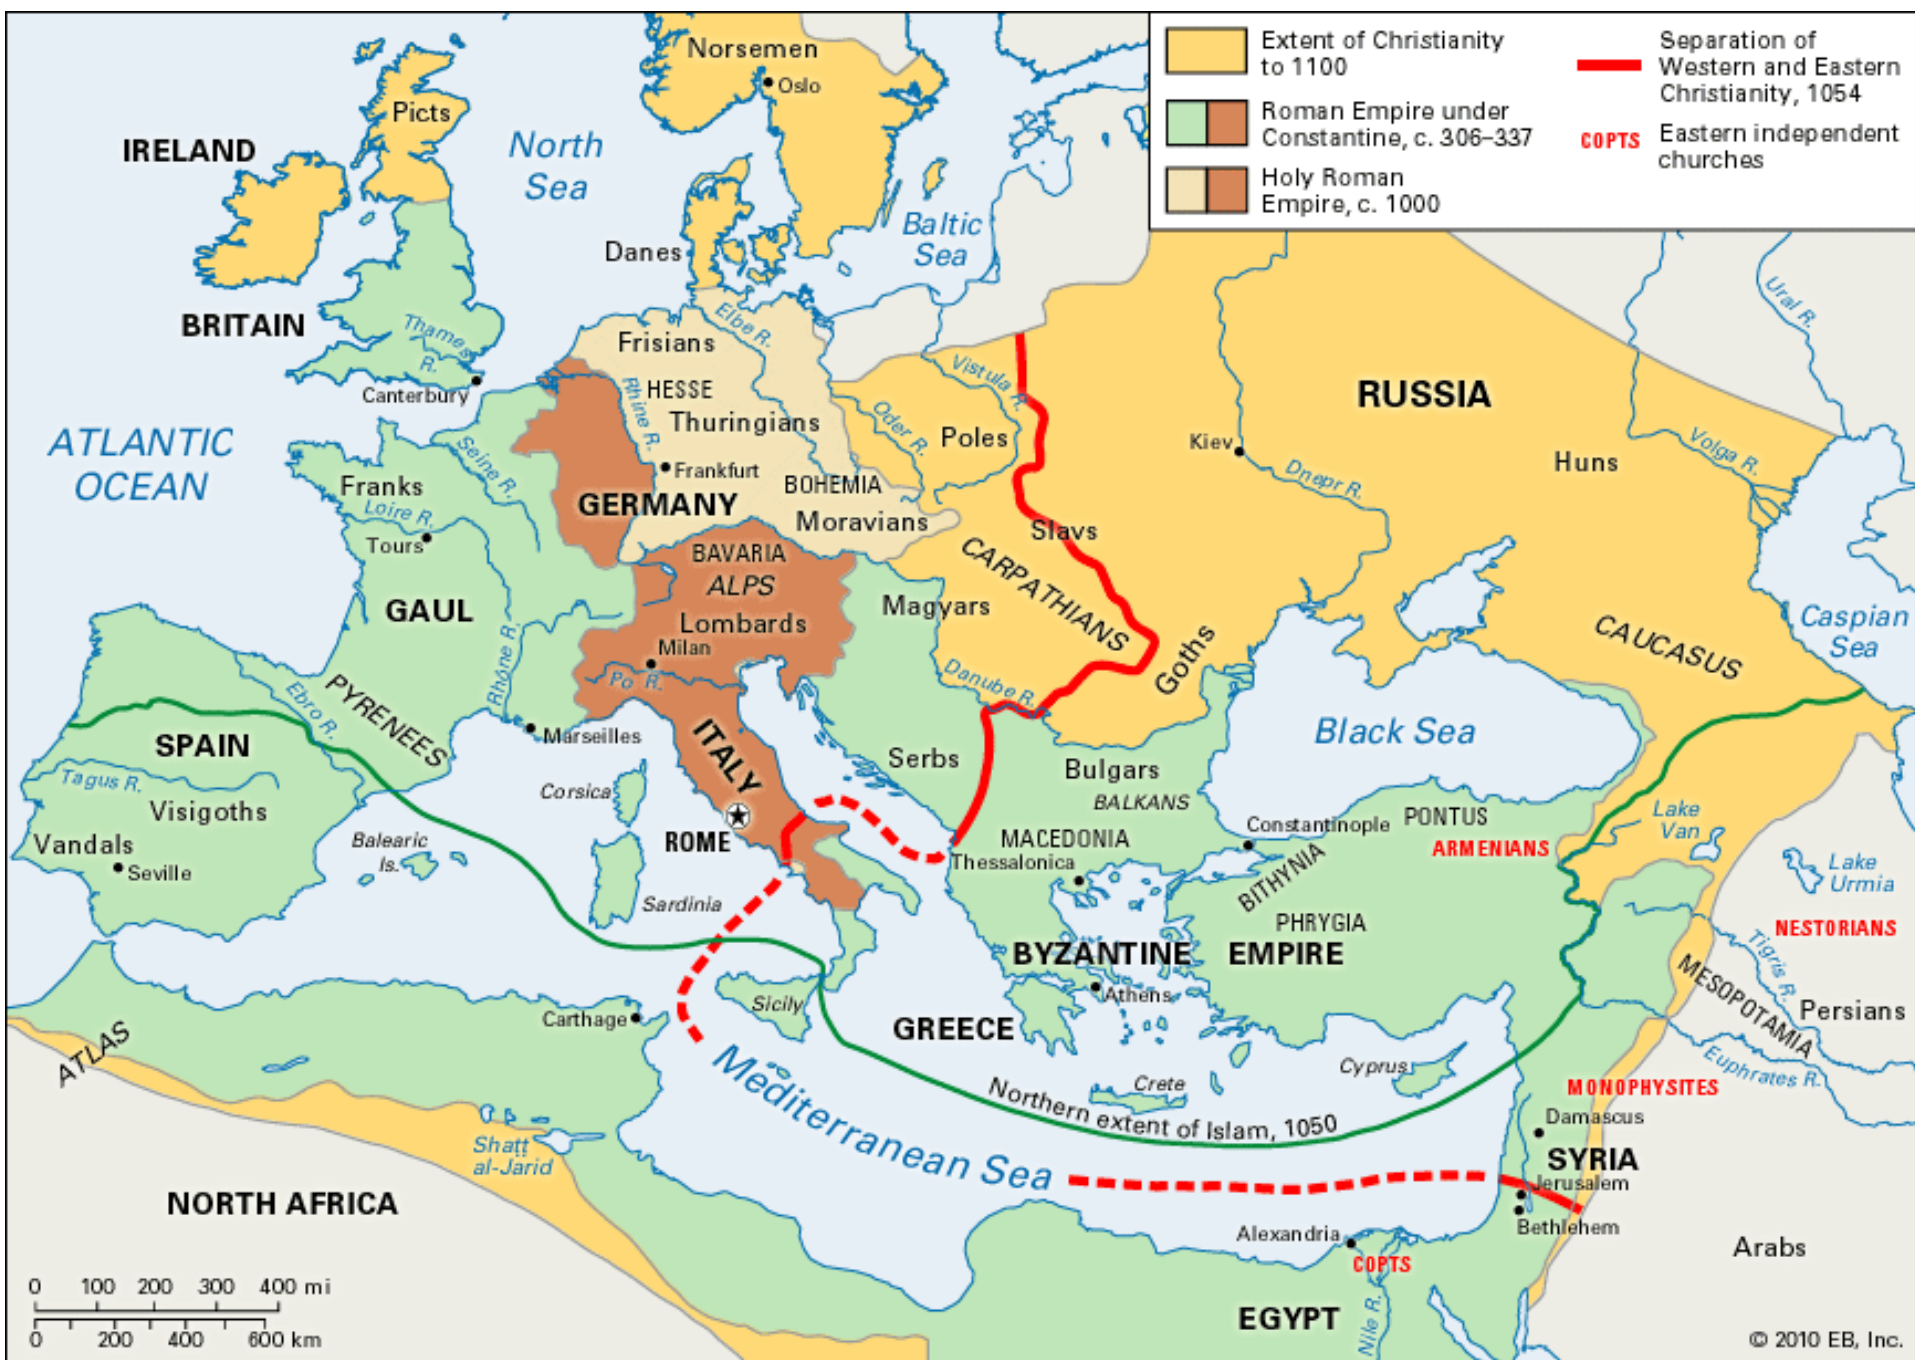 Extent of Christianity
to 1100
Roman Empire under
Constantine, c. 306–337
Holy Roman
Empire, c. 1000
Separation of
Western and Eastern
Christianity, 1054
COPTS
Eastern independent
churches
Norsemen
Oslo
Picts
IRELAND
North
Sea
Baltic
Sea
Danes
BRITAIN
Thames
R.
Canterbury
Elbe R.
Frisians
HESSE
Rhine R.
Thuringians
Frankfurt
GERMANY
BOHEMIA
Moravians
Vistula R.
Oder R.
Poles
RUSSIA
Kiev
Dnepr R.
Huns
Volga R.
Ural R.
ATLANTIC
OCEAN
Seine R.
Franks
Loire R.
Tours
GAUL
Rhône R.
BAVARIA
ALPS
Lombards
Milan
Po R.
Magyars
Slavs
CARPATHIANS
Goths
Danube R.
CAUCASUS
Caspian
Sea
Black Sea
Ebro R.
PYRENEES
Marseilles
SPAIN
Tagus R.
Visigoths
Vandals
Seville
Balearic
Is.
Corsica
Sardinia
ITALY
ROME
Serbs
Bulgars
BALKANS
MACEDONIA
Thessalonica
Constantinople
PONTUS
ARMENIANS
BITHYNIA
PHRYGIA
Lake
Van
Lake
Urmia
NESTORIANS
BYZANTINE EMPIRE
Athens
GREECE
Sicily
Carthage
Crete
Cyprus
Tigris R.
MESOPOTAMIA
Persians
Euphrates R.
MONOPHYSITES
Damascus
SYRIA
Jerusalem
Bethlehem
Northern extent of Islam, 1050
Mediterranean Sea
ATLAS
Shaṭṭ
al-Jarid
NORTH AFRICA
Alexandria
COPTS
EGYPT
Nile R.
Arabs
0 100 200 300 400 mi
0 200 400 600 km
© 2010 EB, Inc.